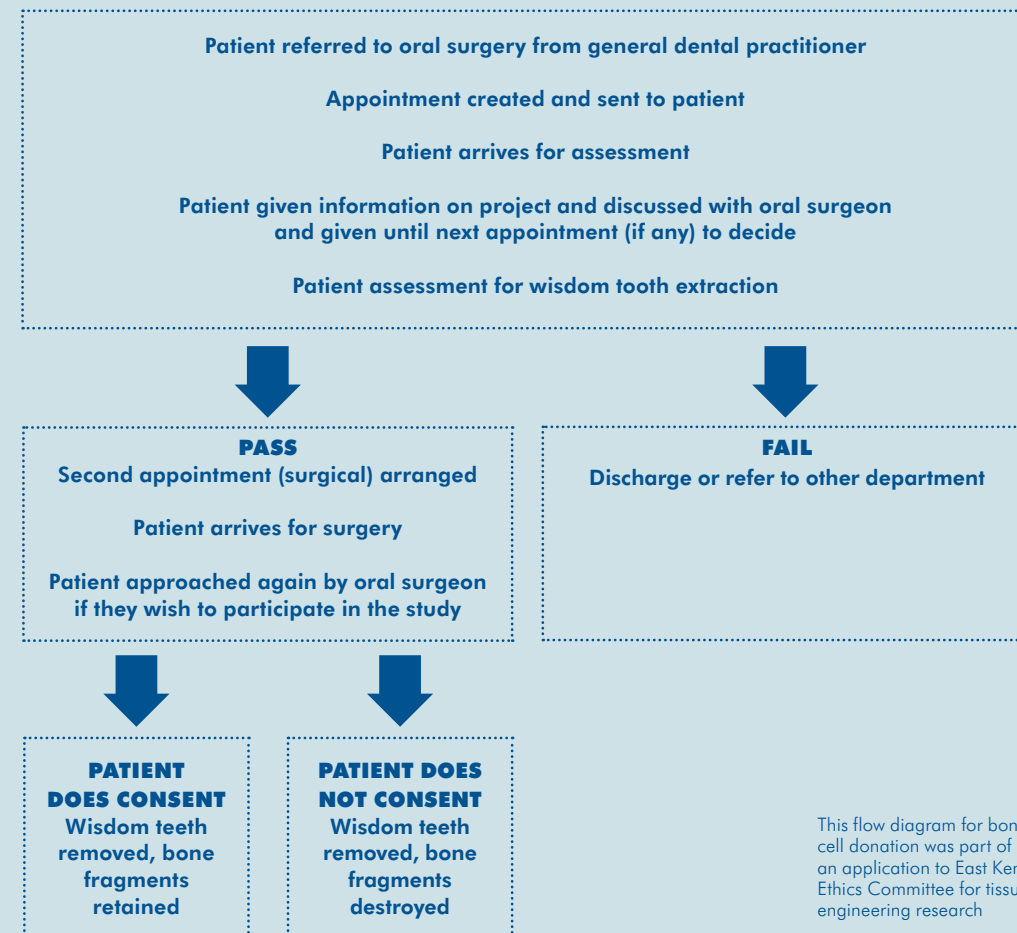 Patient referred to oral surgery from general dental practitioner
Appointment created and sent to patient
Patient arrives for assessment
Patient given information on project and discussed with oral surgeon
and given until next appointment (if any) to decide
Patient assessment for wisdom tooth extraction
PASS
Second appointment (surgical) arranged
Patient arrives for surgery
Patient approached again by oral surgeon
if they wish to participate in the study
FAIL
Discharge or refer to other department
PATIENT
DOES CONSENT
Wisdom teeth
removed, bone
fragments
retained
PATIENT DOES
NOT CONSENT
Wisdom teeth
removed, bone
fragments
destroyed
This flow diagram for
cell donation was part of
an application to East
Ethics Committee for
engineering research